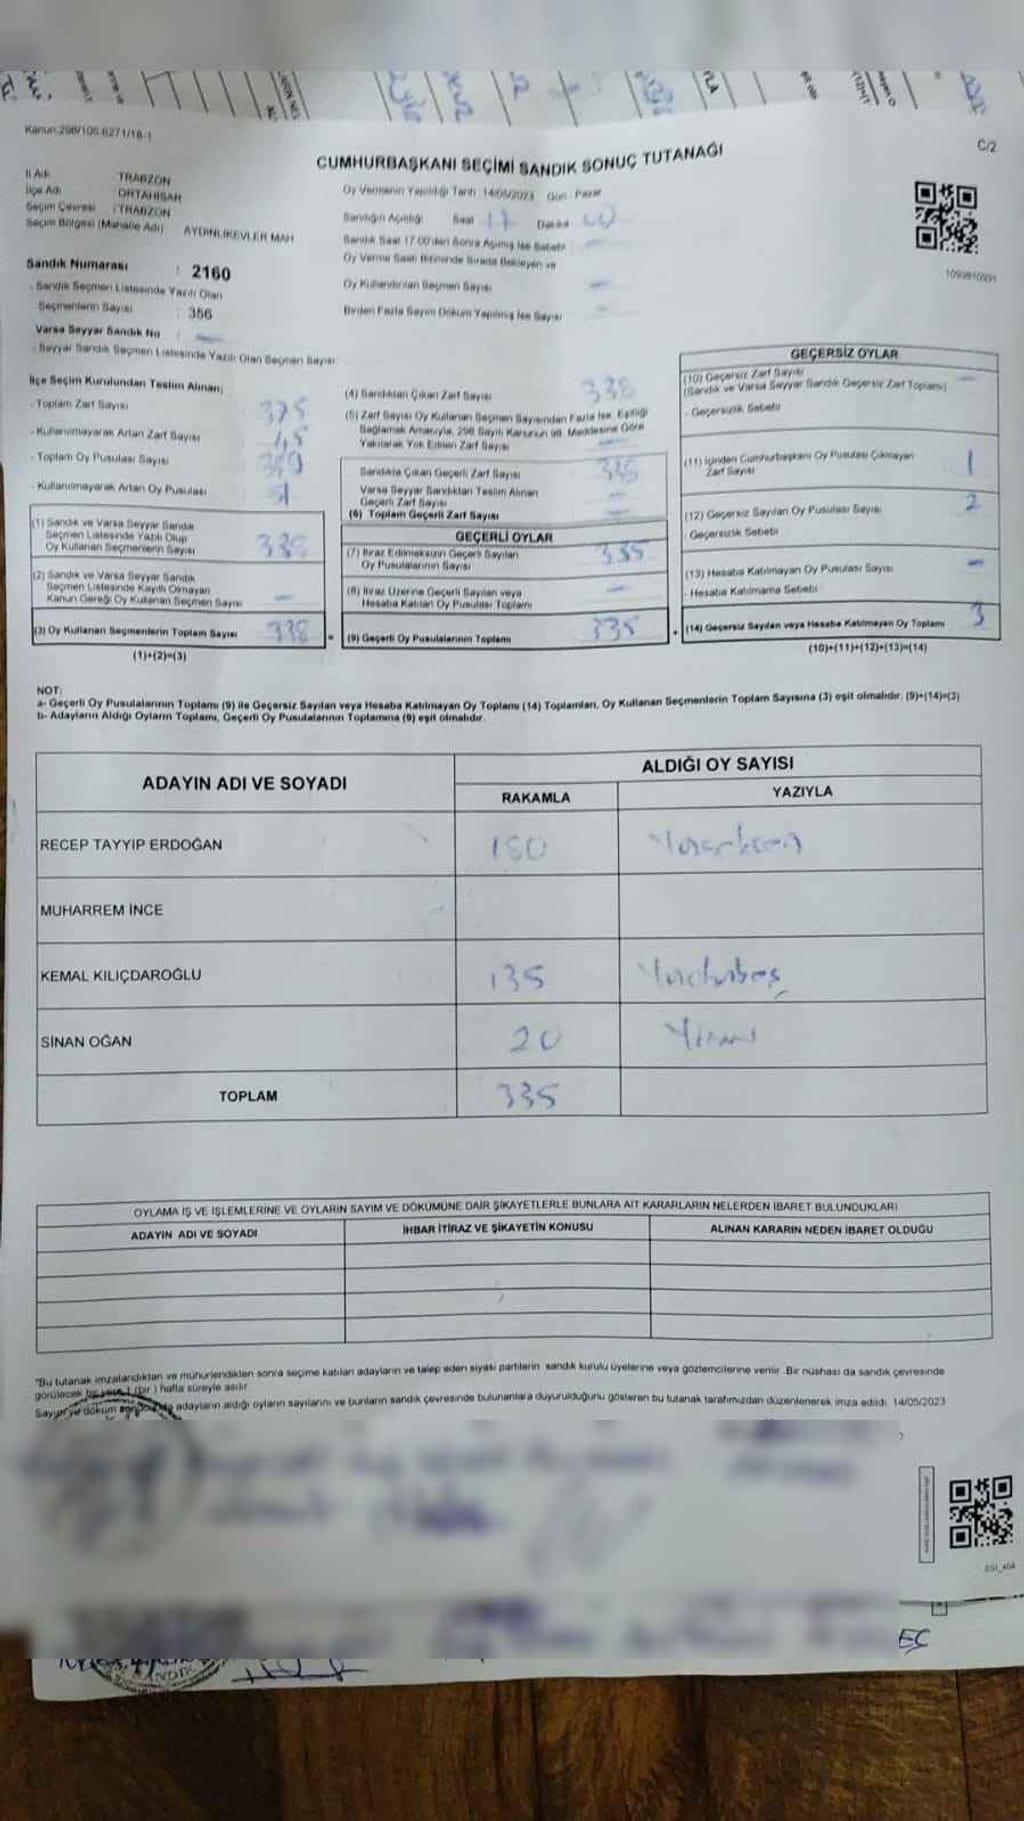 Kanun:298/105.6271/18-1
C/2
CUMHURBAŞKANI SEÇİMİ SANDIK SONUÇ TUTANAĞI
İl Adı TRABZON
İlçe Adı ORTAHİSAR
Seçim Çevresi : TRABZON
Seçim Bölgesi (Mahalle Adı) AYDINLIKEVLER MAH
Sandık Numarası : 2160
- Sandık Seçmen Listesinde Yazılı Olan
Seçmenlerin Sayısı : 356
Varsa Seyyar Sandık No : -
- Seyyar Sandık Seçmen Listesinde Yazılı Olan Seçmen Sayısı:
Oy Vermenin Yapıldığı Tarih 14/05/2023 Gün : Pazar
Sandığın Açıldığı Saat 17 Dakika
Sandık Saat 17:00'den Sonra Açılmış İse Sebebi -
Oy Verme Saati Bitiminde Sırada Bekleyen ve
Oy Kullandırılan Seçmen Sayısı -
Birden Fazla Sayım Döküm Yapılmış İse Sayısı -
İlçe Seçim Kurulundan Teslim Alınan;
- Toplam Zarf Sayısı 375
- Kullanılmayarak Artan Zarf Sayısı
- Toplam Oy Pusulası Sayısı
- Kullanılmayarak Artan Oy Pusulası 51
(1) Sandık ve Varsa Seyyar Sandık
Seçmen Listesinde Yazılı Olup
Oy Kullanan Seçmenlerin Sayısı 338
(2) Sandık ve Varsa Seyyar Sandık
Seçmen Listesinde Kayıtlı Olmayan
Kanun Gereği Oy Kullanan Seçmen Sayısı -
(3) Oy Kullanan Seçmenlerin Toplam Sayısı 338 =
(1)+(2)=(3)
(4) Sandıktan Çıkan Zarf Sayısı 338
(5) Zarf Sayısı Oy Kullanan Seçmen Sayısından Fazla İse, Eşitliği
Sağlamak Amacıyla, 298 Sayılı Kanunun 98. Maddesine Göre
Yakılarak Yok Edilen Zarf Sayısı -
Sandıkta Çıkan Geçerli Zarf Sayısı
Varsa Seyyar Sandıktan Teslim Alınan
Geçerli Zarf Sayısı -
(6) Toplam Geçerli Zarf Sayısı -
GEÇERLİ OYLAR
(7) İtiraz Edilmeksizin Geçerli Sayılan
Oy Pusulalarının Sayısı 335
(8) İtiraz Üzerine Geçerli Sayılan veya
Hesaba Katılan Oy Pusulası Toplamı -
(9) Geçerli Oy Pusulalarının Toplamı 335 +
GEÇERSİZ OYLAR
(10) Geçersiz Zarf Sayısı -
(Sandık ve Varsa Seyyar Sandık Geçersiz Zarf Toplamı)
- Geçersizlik Sebebi
(11) İçinden Cumhurbaşkanı Oy Pusulası Çıkmayan
Zarf Sayısı 1
(12) Geçersiz Sayılan Oy Pusulası Sayısı 2
- Geçersizlik Sebebi
(13) Hesaba Katılmayan Oy Pusulası Sayısı -
- Hesaba Katılmama Sebebi
(14) Geçersiz Sayılan veya Hesaba Katılmayan Oy Toplamı 3
(10)+(11)+(12)+(13)=(14)
NOT:
a- Geçerli Oy Pusulalarının Toplamı (9) ile Geçersiz Sayılan veya Hesaba Katılmayan Oy Toplamı (14) Toplamları, Oy Kullanan Seçmenlerin Toplam Sayısına (3) eşit olmalıdır. (9)+(14)=(3)
b- Adayların Aldığı Oyların Toplamı, Geçerli Oy Pusulalarının Toplamına (9) eşit olmalıdır.
ADAYIN ADI VE SOYADI ALDIĞI OY SAYISI
RAKAMLA YAZIYLA
RECEP TAYYİP ERDOĞAN 180 Yüzseksen
MUHARREM İNCE
KEMAL KILIÇDAROĞLU 135 Yüzotuzbeş
SİNAN OĞAN 20 Yirmi
TOPLAM 335
OYLAMA İŞ VE İŞLEMLERİNE VE OYLARIN SAYIM VE DÖKÜMÜNE DAİR ŞİKAYETLERLE BUNLARA AİT KARARLARIN NELERDEN İBARET BULUNDUKLARI
ADAYIN ADI VE SOYADI İHBAR İTİRAZ VE ŞİKAYETİN KONUSU ALINAN KARARIN NEDEN İBARET OLDUĞU
"Bu tutanak imzalandıktan ve mühürlendikten sonra seçime katılan adayların ve talep eden siyasi partilerin sandık kurulu üyelerine veya gözlemcilerine verilir. Bir nüshası da sandık çevresinde
görülecek bir yere 1 (bir) hafta süreyle asılır.
Sayım ve döküm sonunda adayların aldığı oyların sayılarını ve bunların sandık çevresinde bulunanlara duyurulduğunu gösteren bu tutanak tarafımızdan düzenlenerek imza edildi. 14/05/2023